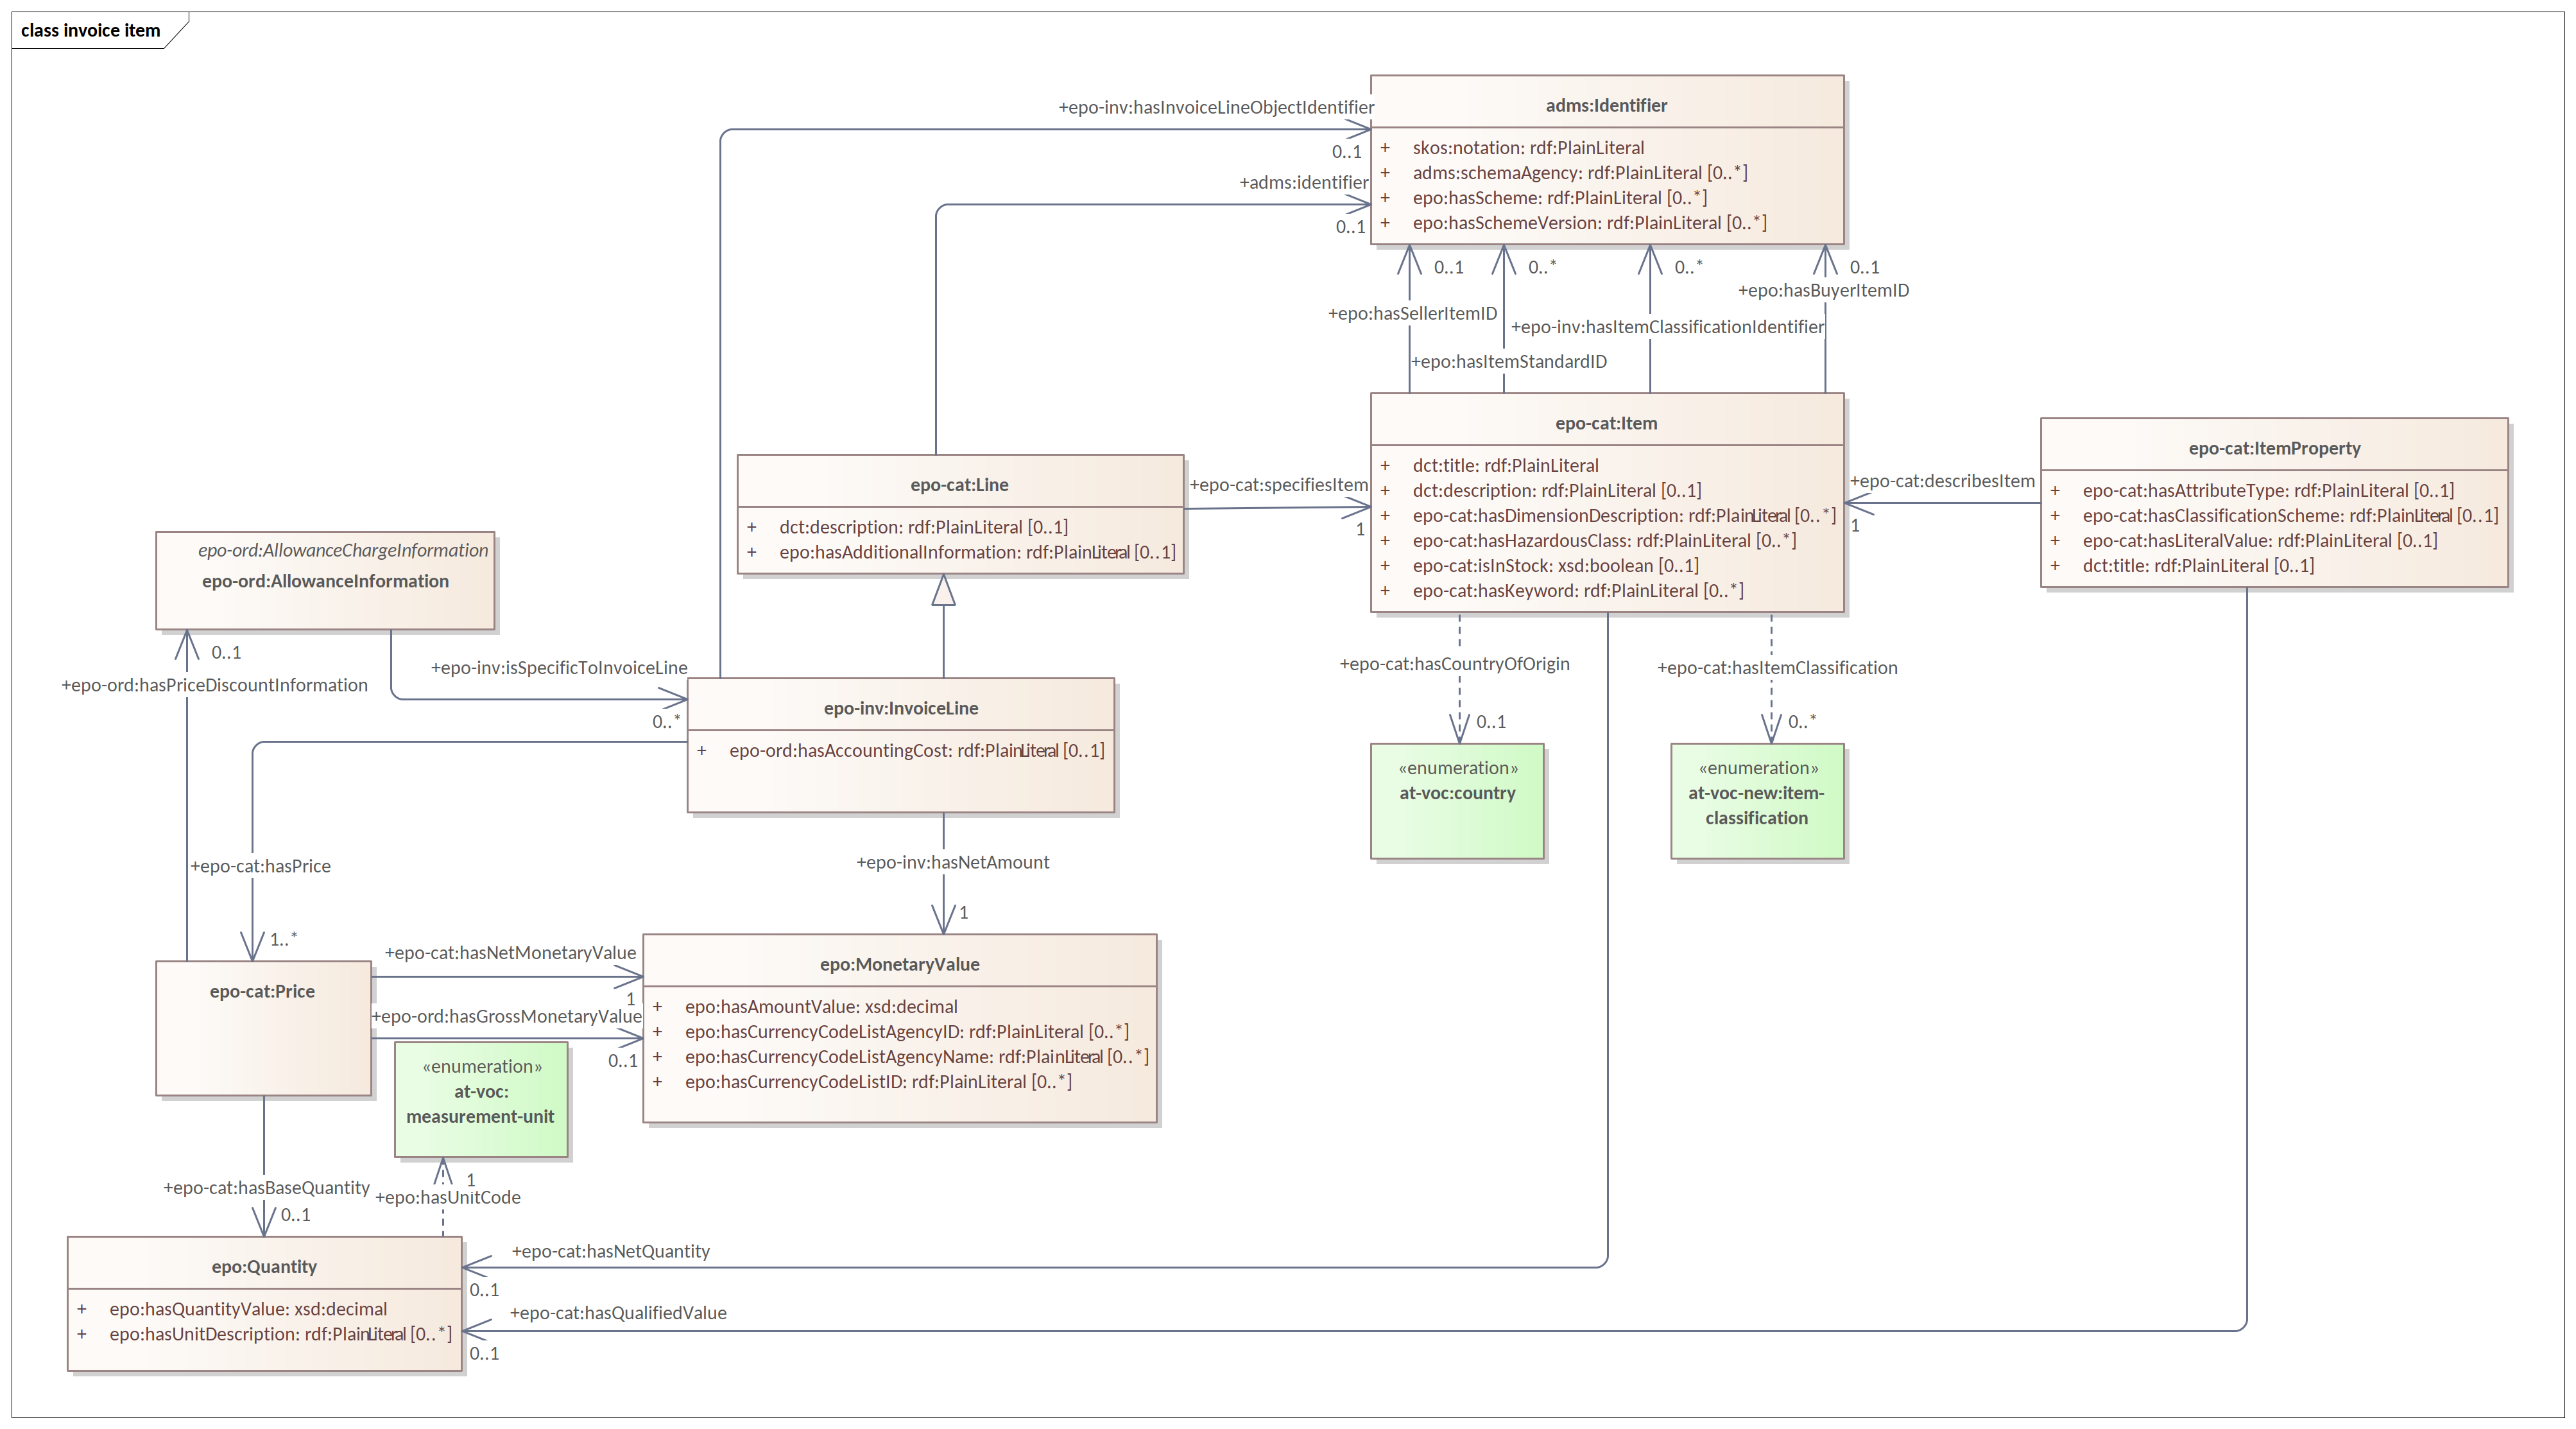 class invoice item
+epo-inv:hasInvoiceLineObjectIdentifier
0..1
+adms:identifier
0..1
adms:Identifier
+ skos:notation: rdf:PlainLiteral
+ adms:schemaAgency: rdf:PlainLiteral [0..*]
+ epo:hasScheme: rdf:PlainLiteral [0..*]
+ epo:hasSchemeVersion: rdf:PlainLiteral [0..*]
0..1
0..*
0..*
0..1
+epo:hasBuyerItemID
+epo:hasSellerItemID
+epo-inv:hasItemClassificationIdentifier
+epo:hasItemStandardID
epo-cat:Line
+ dct:description: rdf:PlainLiteral [0..1]
+ epo:hasAdditionalInformation: rdf:PlainLiteral [0..1]
+epo-cat:specifiesItem
1
epo-cat:Item
+ dct:title: rdf:PlainLiteral
+ dct:description: rdf:PlainLiteral [0..1]
+ epo-cat:hasDimensionDescription: rdf:PlainLiteral [0..*]
+ epo-cat:hasHazardousClass: rdf:PlainLiteral [0..*]
+ epo-cat:isInStock: xsd:boolean [0..1]
+ epo-cat:hasKeyword: rdf:PlainLiteral [0..*]
+epo-cat:describesItem
1
epo-cat:ItemProperty
+ epo-cat:hasAttributeType: rdf:PlainLiteral [0..1]
+ epo-cat:hasClassificationScheme: rdf:PlainLiteral [0..1]
+ epo-cat:hasLiteralValue: rdf:PlainLiteral [0..1]
+ dct:title: rdf:PlainLiteral [0..1]
epo-ord:AllowanceChargeInformation
epo-ord:AllowanceInformation
0..1
+epo-ord:hasPriceDiscountInformation
+epo-inv:isSpecificToInvoiceLine
0..*
epo-inv:InvoiceLine
+ epo-ord:hasAccountingCost: rdf:PlainLiteral [0..1]
+epo-cat:hasCountryOfOrigin
0..1
+epo-cat:hasItemClassification
0..*
«enumeration»
at-voc:country
«enumeration»
at-voc-new:item-
classification
+epo-cat:hasPrice
1..*
+epo-inv:hasNetAmount
1
epo-cat:Price
+epo-cat:hasNetMonetaryValue
1
+epo-ord:hasGrossMonetaryValue
0..1
epo:MonetaryValue
+ epo:hasAmountValue: xsd:decimal
+ epo:hasCurrencyCodeListAgencyID: rdf:PlainLiteral [0..*]
+ epo:hasCurrencyCodeListAgencyName: rdf:PlainLiteral [0..*]
+ epo:hasCurrencyCodeListID: rdf:PlainLiteral [0..*]
«enumeration»
at-voc:
measurement-unit
1
+epo:hasUnitCode
+epo-cat:hasBaseQuantity
0..1
epo:Quantity
+ epo:hasQuantityValue: xsd:decimal
+ epo:hasUnitDescription: rdf:PlainLiteral [0..*]
+epo-cat:hasNetQuantity
0..1
+epo-cat:hasQualifiedValue
0..1